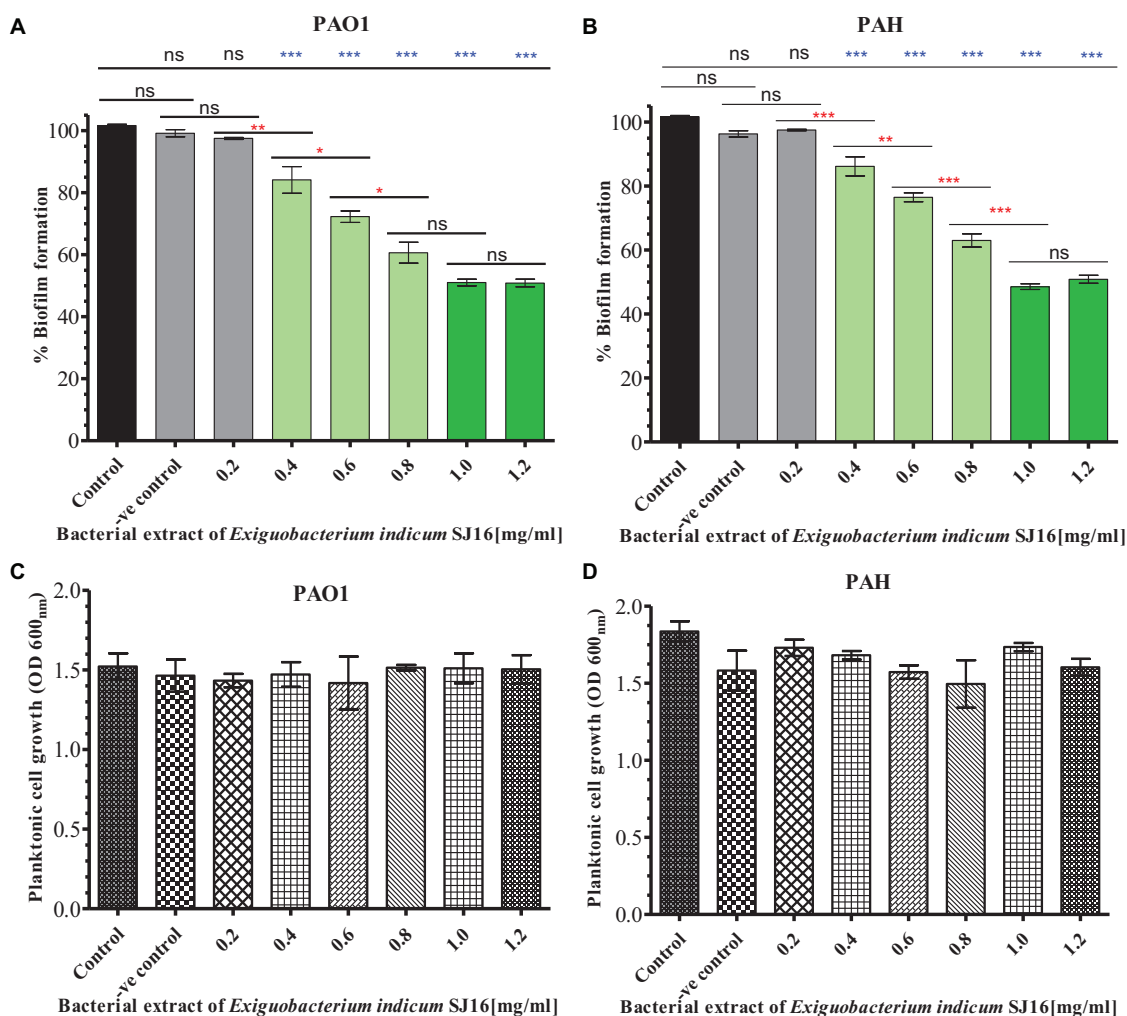 A
PAO1
ns ns *** *** *** *** ***
ns
ns
**
*
*
ns
ns
% Biofilm formation
100
80
60
40
20
0
Control -ve control 0.2 0.4 0.6 0.8 1.0 1.2
Bacterial extract of Exiguobacterium indicum SJ16[mg/ml]
B
PAH
ns ns *** *** *** *** ***
ns
ns
***
**
***
***
ns
% Biofilm formation
100
80
60
40
20
0
Control -ve control 0.2 0.4 0.6 0.8 1.0 1.2
Bacterial extract of Exiguobacterium indicum SJ16[mg/ml]
C
PAO1
Planktonic cell growth (OD 600nm)
2.0
1.5
1.0
0.5
0.0
Control -ve control 0.2 0.4 0.6 0.8 1.0 1.2
Bacterial extract of Exiguobacterium indicum SJ16[mg/ml]
D
PAH
Planktonic cell growth (OD 600nm)
2.0
1.5
1.0
0.5
0.0
Control -ve control 0.2 0.4 0.6 0.8 1.0 1.2
Bacterial extract of Exiguobacterium indicum SJ16[mg/ml]